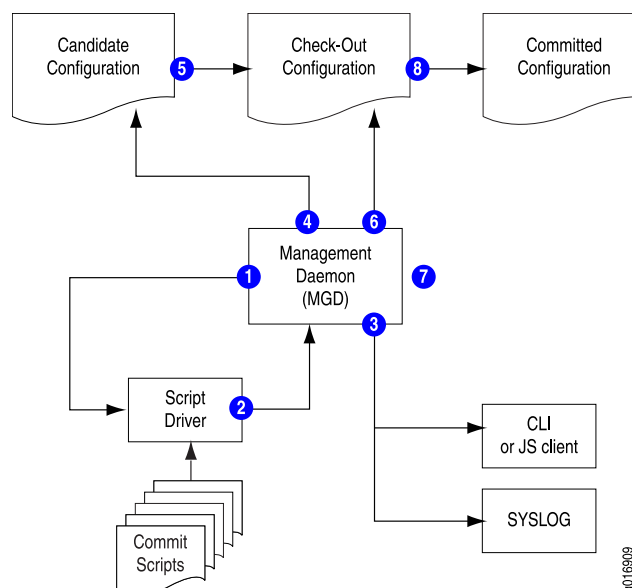 Candidate
Configuration
5
Check-Out
Configuration
8
Committed
Configuration
4
6
1
Management
Daemon
(MGD)
7
3
Script
Driver
2
CLI
or JS client
SYSLOG
Commit
Scripts
g016909